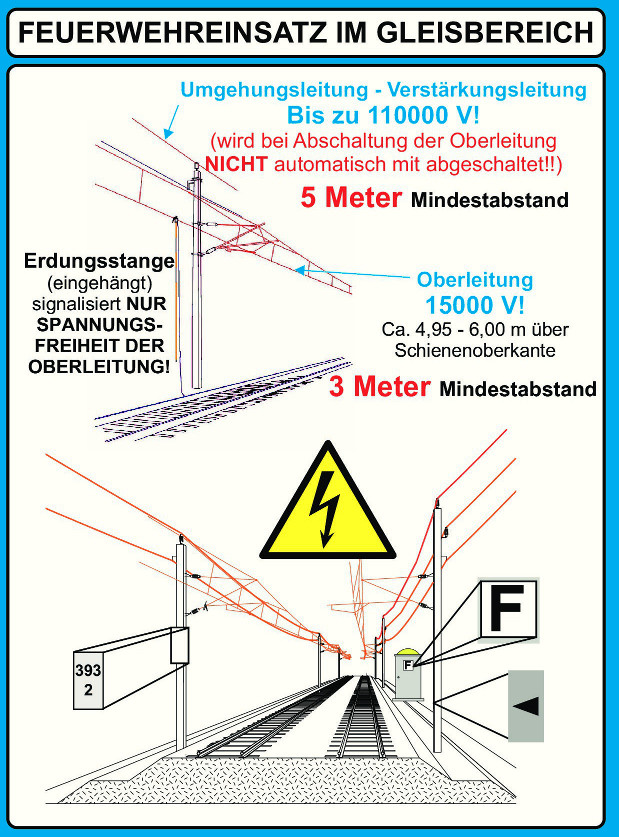 FEUERWEHREINSATZ IM GLEISBEREICH
Umgehungsleitung - Verstärkungsleitung
Bis zu 110000 V!
(wird bei Abschaltung der Oberleitung
NICHT automatisch mit abgeschaltet!!)
5 Meter Mindestabstand
Erdungsstange
(eingehängt)
signalisiert NUR
SPANNUNGS-
FREIHEIT DER
OBERLEITUNG!
Oberleitung
15000 V!
Ca. 4,95 - 6,00 m über
Schienenoberkante
3 Meter Mindestabstand
F
F
393
2